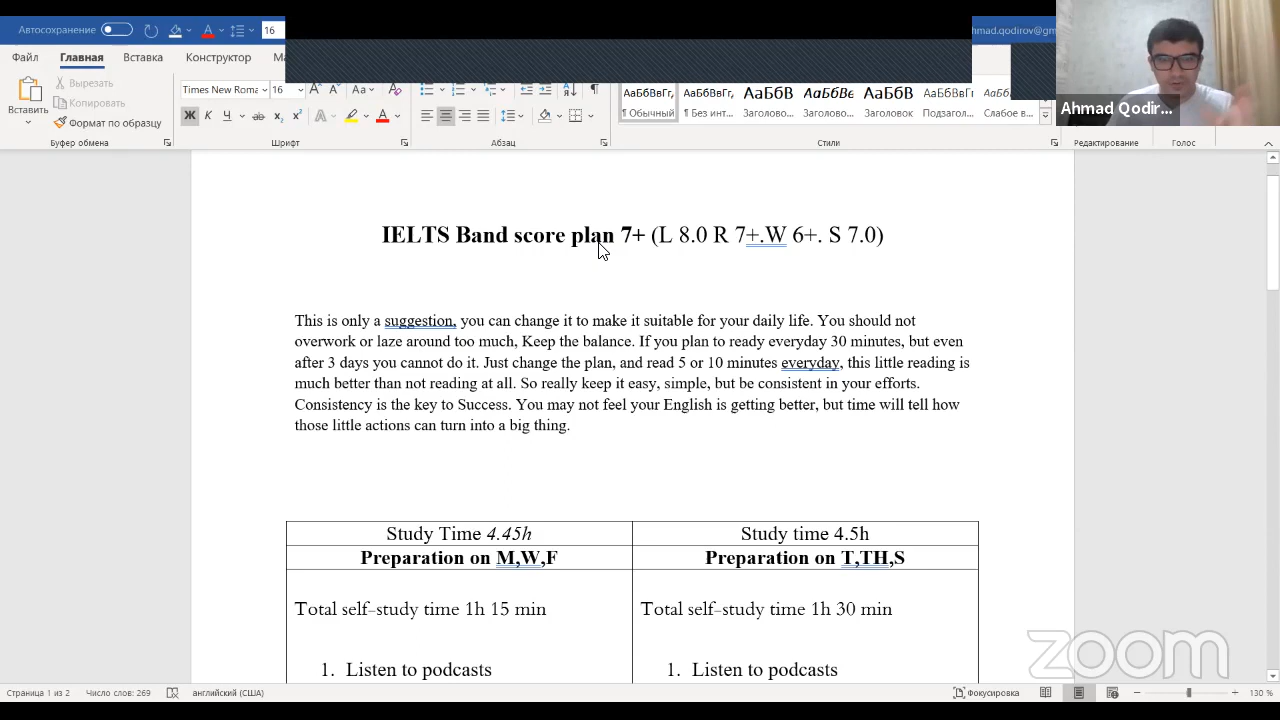 Автосохранение
16
hmad.qodirov@gm
Файл Главная Вставка Конструктор
Вставить
Вырезать
Копировать
Формат по образцу
Буфер обмена
Times New Roma 16
Aa
Ж К Ч ab x₂ x²
Шрифт
Абзац
АаБбВвГг, АаБбВвГг, АаБбВ АаБбВв АаБбВ АаБбВвГ АаБбВвГг
¶ Обычный ¶ Без инт... Заголово... Заголово... Заголовок Подзагол... Слабое в...
Стили
Редактирование
Голос
Ahmad Qodir...
IELTS Band score plan 7+ (L 8.0 R 7+.W 6+. S 7.0)
This is only a suggestion, you can change it to make it suitable for your daily life. You should not
overwork or laze around too much, Keep the balance. If you plan to ready everyday 30 minutes, but even
after 3 days you cannot do it. Just change the plan, and read 5 or 10 minutes everyday, this little reading is
much better than not reading at all. So really keep it easy, simple, but be consistent in your efforts.
Consistency is the key to Success. You may not feel your English is getting better, but time will tell how
those little actions can turn into a big thing.
Study Time 4.45h
Study time 4.5h
Preparation on M,W,F
Preparation on T,TH,S
Total self-study time 1h 15 min
Total self-study time 1h 30 min
1. Listen to podcasts
1. Listen to podcasts
zoom
Страница 1 из 2 Число слов: 269 английский (США)
Фокусировка
130 %